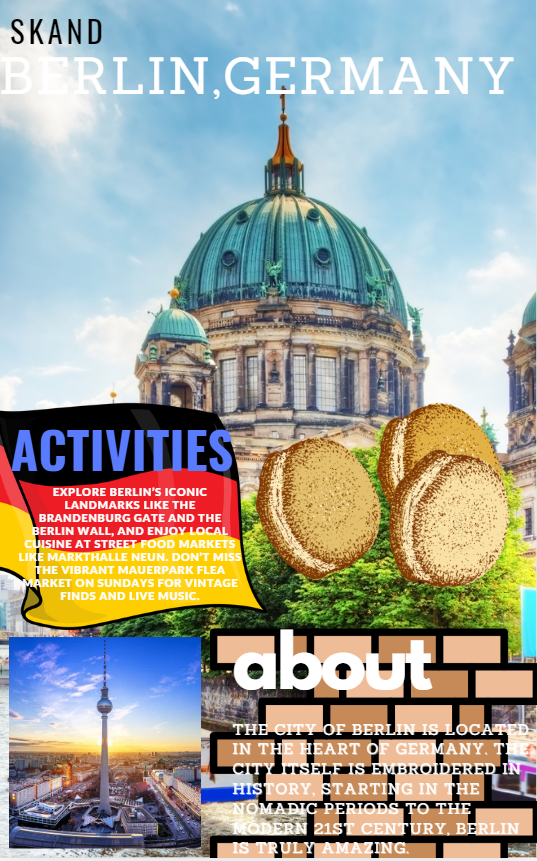 SKAND
BERLIN,GERMANY
ACTIVITIES
EXPLORE BERLIN'S ICONIC
LANDMARKS LIKE THE
BRANDENBURG GATE AND THE
BERLIN WALL, AND ENJOY LOCAL
CUISINE AT STREET FOOD MARKETS
LIKE MARKTHALLE NEUN. DON'T MISS
THE VIBRANT MAUERPARK FLEA
MARKET ON SUNDAYS FOR VINTAGE
FINDS AND LIVE MUSIC.
about
THE CITY OF BERLIN IS LOCATED
IN THE HEART OF GERMANY. THE
CITY ITSELF IS EMBROIDERED IN
HISTORY, STARTING IN THE
NOMADIC PERIODS TO THE
MODERN 21ST CENTURY, BERLIN
IS TRULY AMAZING.